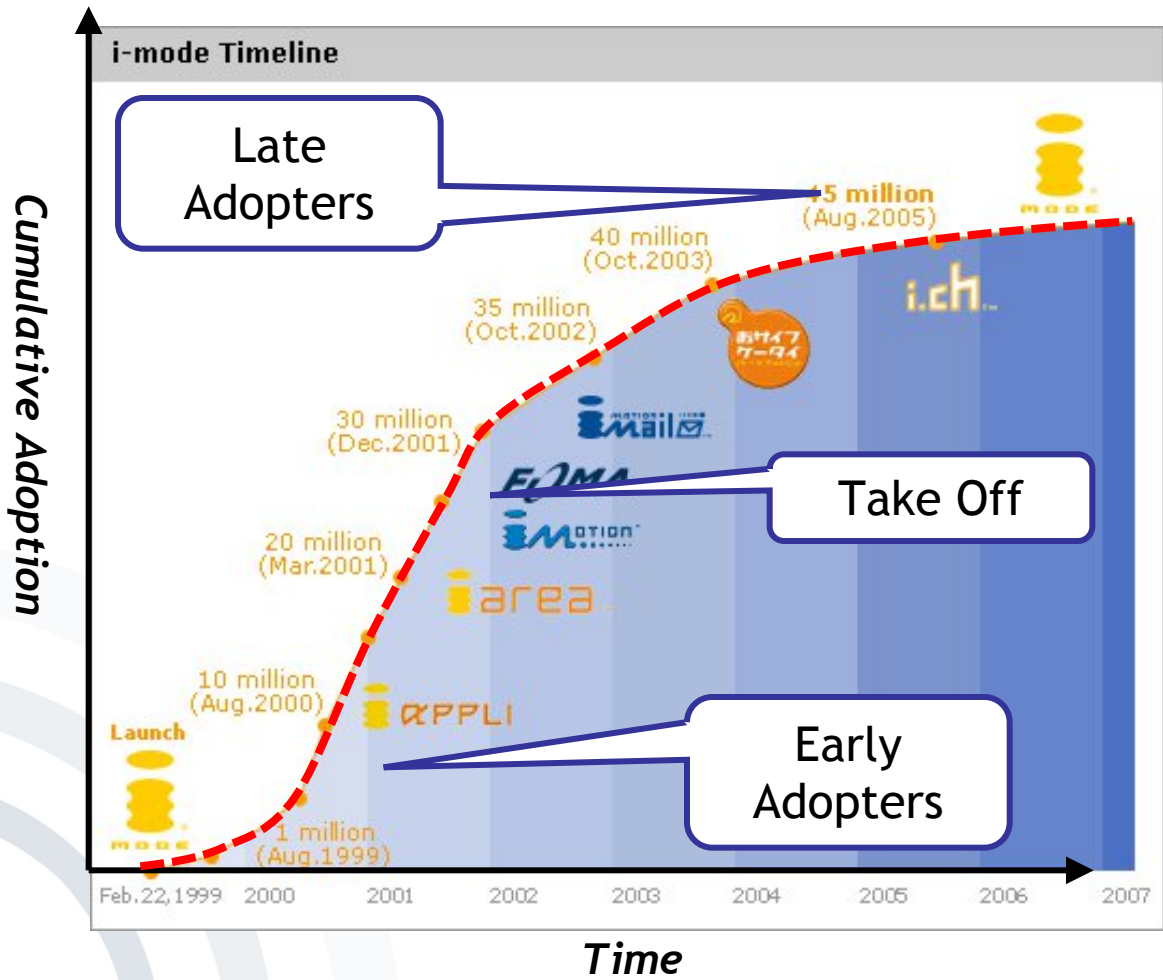 i-mode Timeline
Late
Adopters
45 million
(Aug.2005)
MODE
40 million
(Oct.2003)
i.ch
35 million
(Oct.2002)
おサイフ
ケータイ
30 million
(Dec.2001)
mail
FOMA
Take Off
motion
20 million
(Mar.2001)
area
10 million
(Aug.2000)
αPPLI
Launch
Early
Adopters
MODE
1 million
(Aug.1999)
Feb.22,1999 2000 2001 2002 2003 2004 2005 2006 2007
Cumulative Adoption
Time